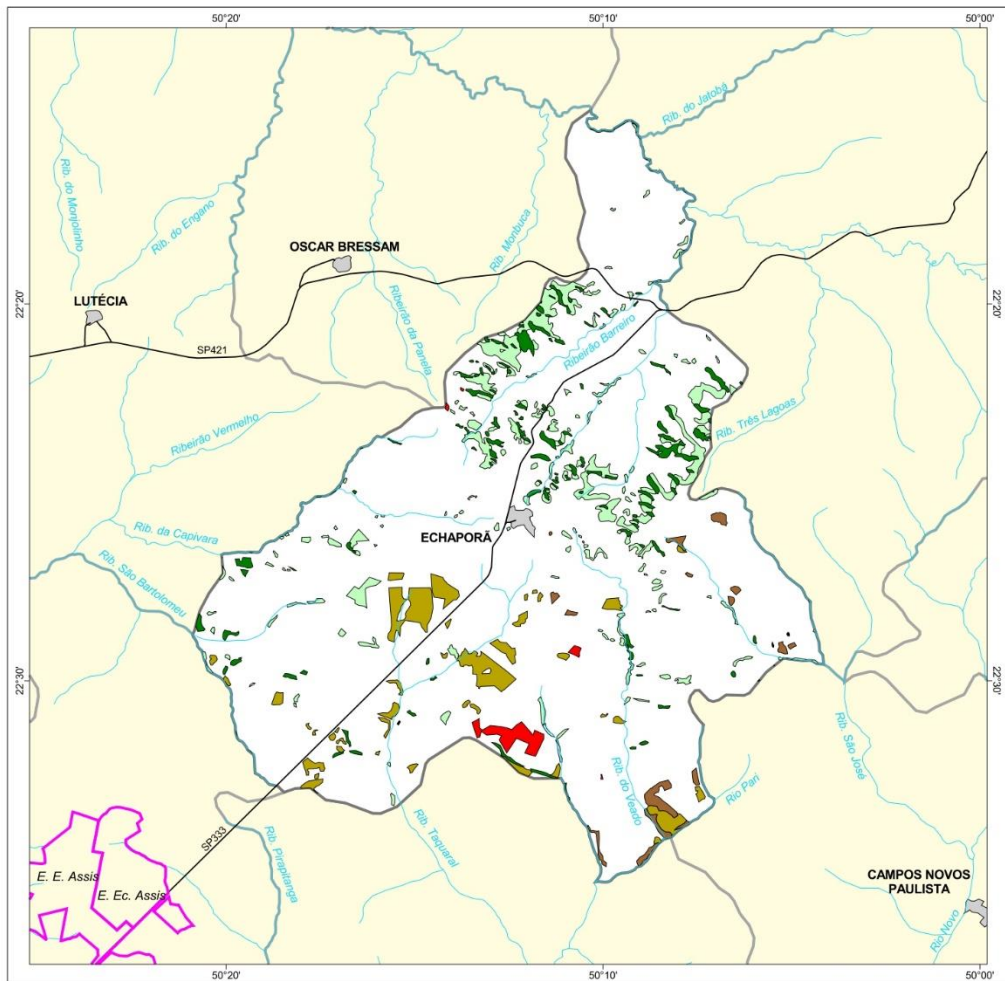 50°20'
50°10'
50°00'
Rib. do Jatobá
Rib. do Monjolinho
Rib. do Engano
Rib. Monbuca
OSCAR BRESSAM
LUTÉCIA
22°20'
22°20'
SP421
Ribeirão da Panela
Ribeirão Barreiro
Ribeirão Vermelho
Rib. Três Lagoas
ECHAPORÃ
Rib. da Capivara
Rib. São Bartolomeu
22°30'
22°30'
Rib. São José
Rib. do Veado
Rio Pari
SP333
Rib. Taquaral
Rib. Pirapitanga
E. E. Assis
E. Ec. Assis
CAMPOS NOVOS
PAULISTA
Rio Novo
50°20'
50°10'
50°00'